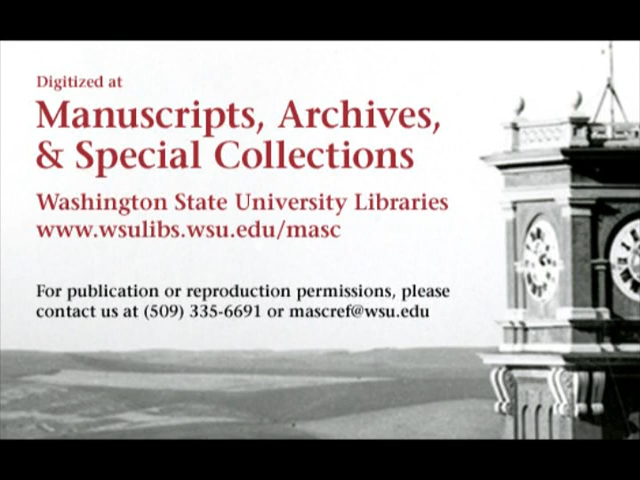 Digitized at
Manuscripts, Archives,
& Special Collections
Washington State University Libraries
www.wsulibs.wsu.edu/masc
For publication or reproduction permissions, please
contact us at (509) 335-6691 or mascref@wsu.edu